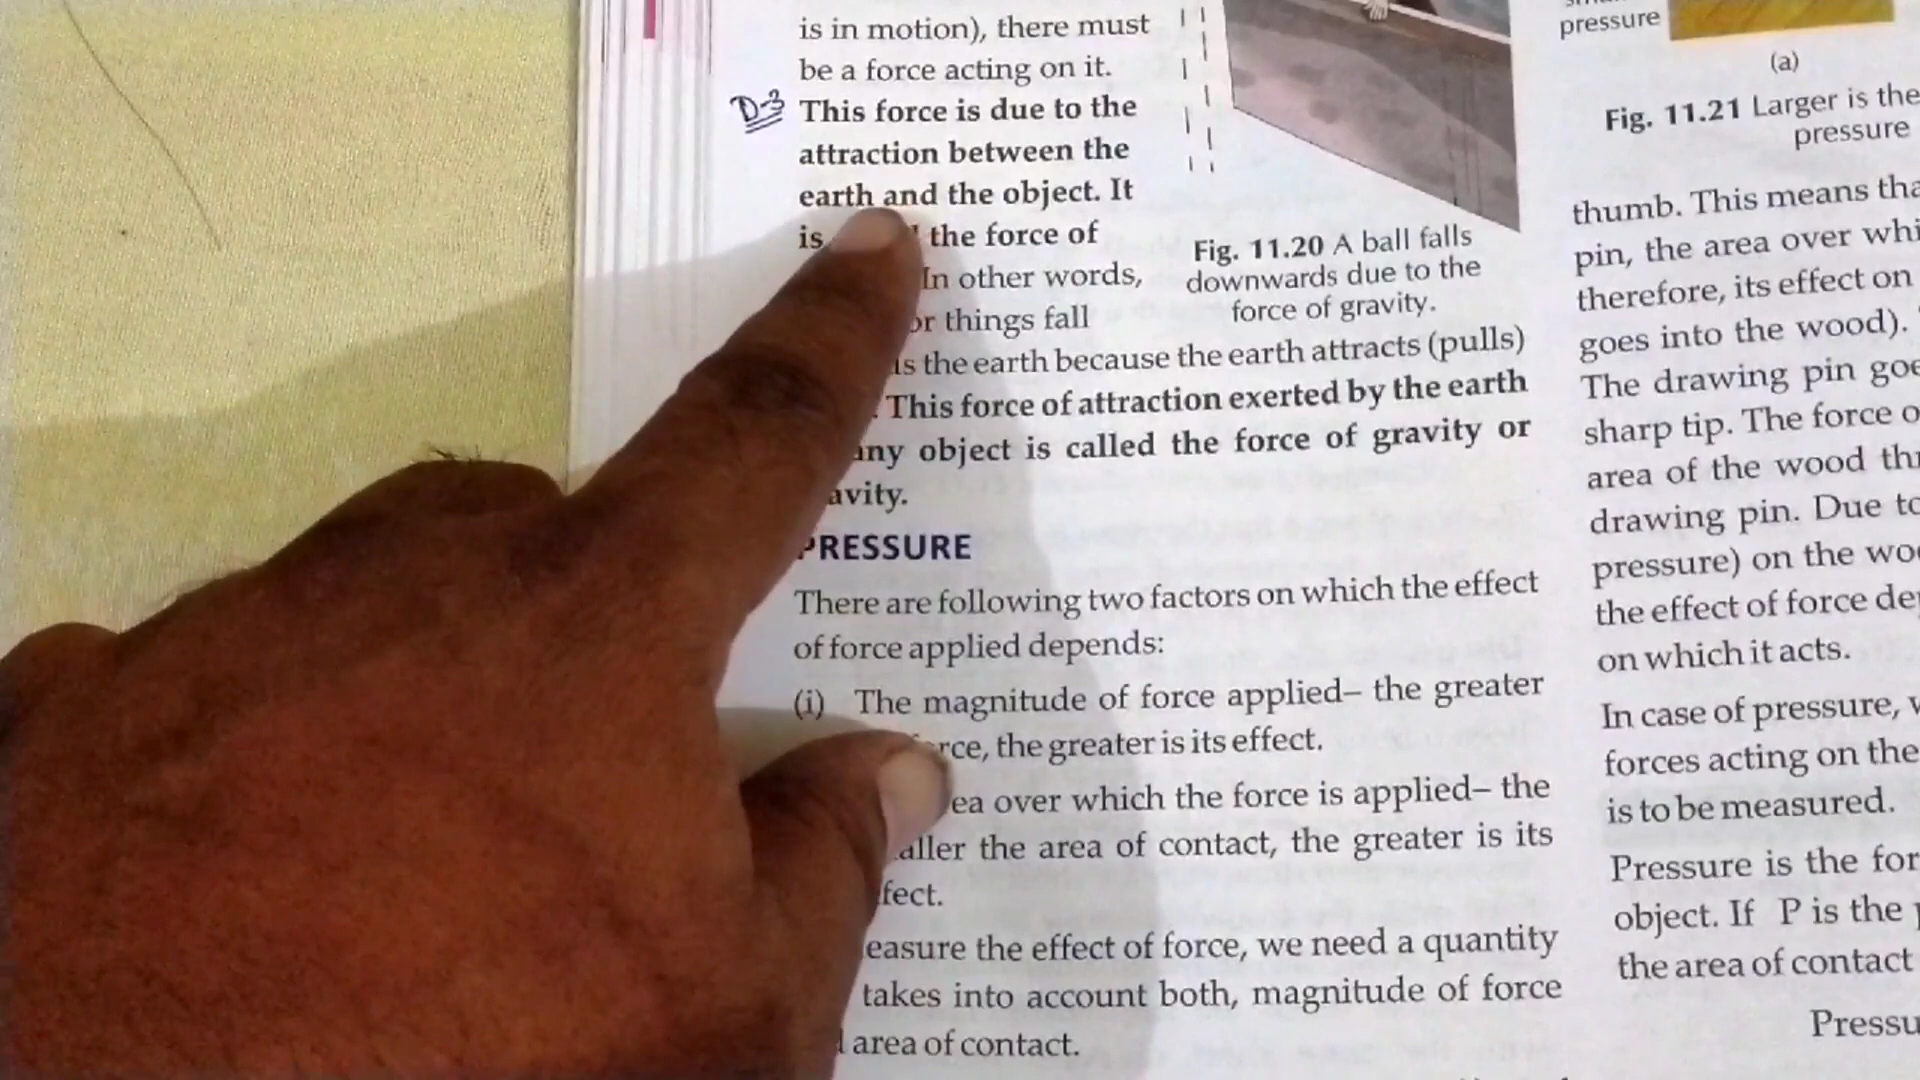 is in motion), there must
be a force acting on it.
D-3
This force is due to the
attraction between the
earth and the object. It
is the force of
In other words,
or things fall
the earth because the earth attracts (pulls)
This force of attraction exerted by the earth
any object is called the force of gravity or
avity.
Fig. 11.20 A ball falls
downwards due to the
force of gravity.
PRESSURE
There are following two factors on which the effect
of force applied depends:
(i) The magnitude of force applied– the greater
rce, the greater is its effect.
ea over which the force is applied– the
aller the area of contact, the greater is its
fect.
easure the effect of force, we need a quantity
takes into account both, magnitude of force
area of contact.
pressure
(a)
Fig. 11.21 Larger is the
pressure
thumb. This means tha
pin, the area over whi
therefore, its effect on
goes into the wood).
The drawing pin goe
sharp tip. The force o
area of the wood thr
drawing pin. Due to
pressure) on the woo
the effect of force dep
on which it acts.
In case of pressure, w
forces acting on the
is to be measured.
Pressure is the for
object. If P is the p
the area of contact
Pressu